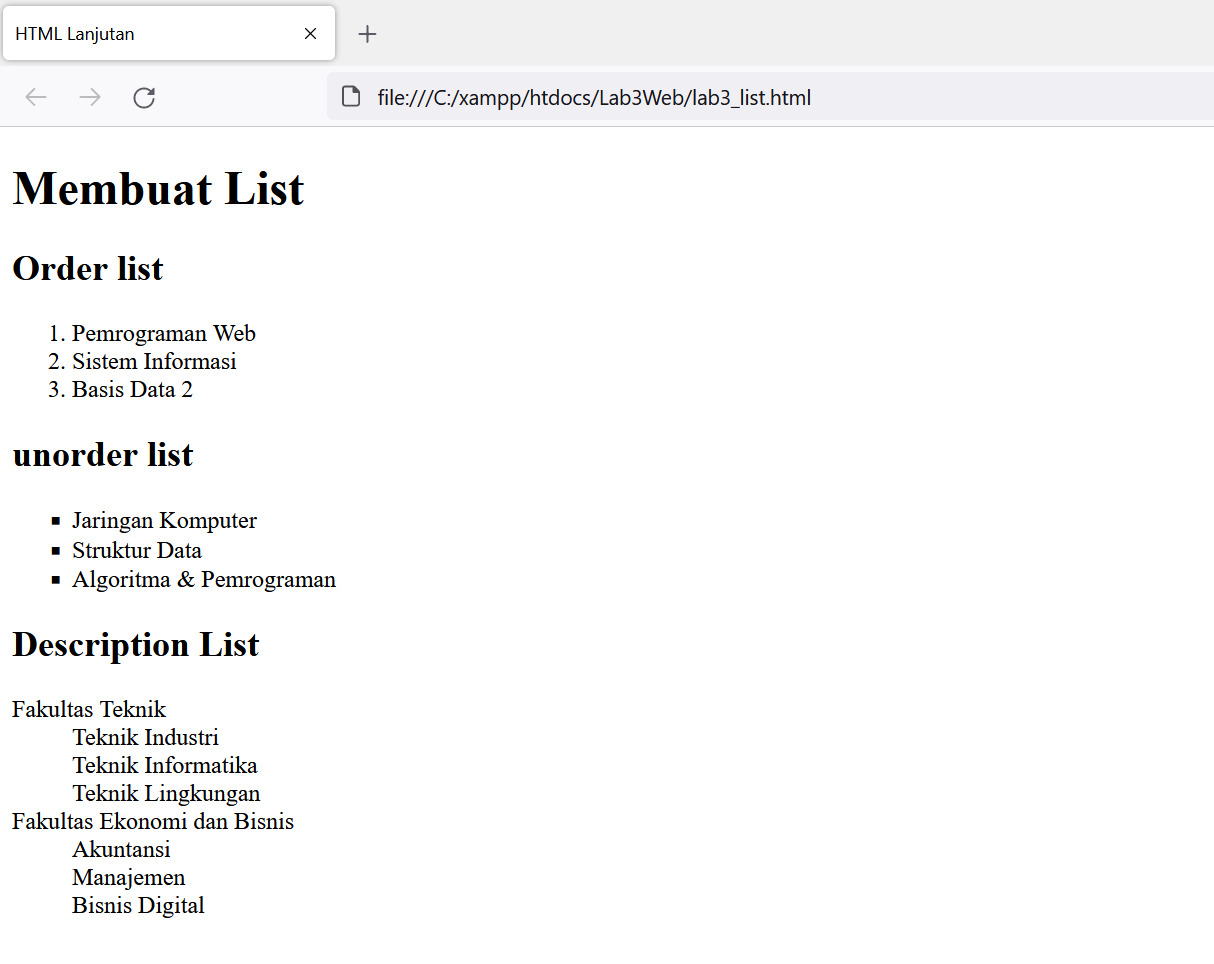 HTML Lanjutan
file:///C:/xampp/htdocs/Lab3Web/lab3_list.html
Membuat List
Order list
1. Pemrograman Web
2. Sistem Informasi
3. Basis Data 2
unorder list
▪ Jaringan Komputer
▪ Struktur Data
▪ Algoritma & Pemrograman
Description List
Fakultas Teknik
Teknik Industri
Teknik Informatika
Teknik Lingkungan
Fakultas Ekonomi dan Bisnis
Akuntansi
Manajemen
Bisnis Digital